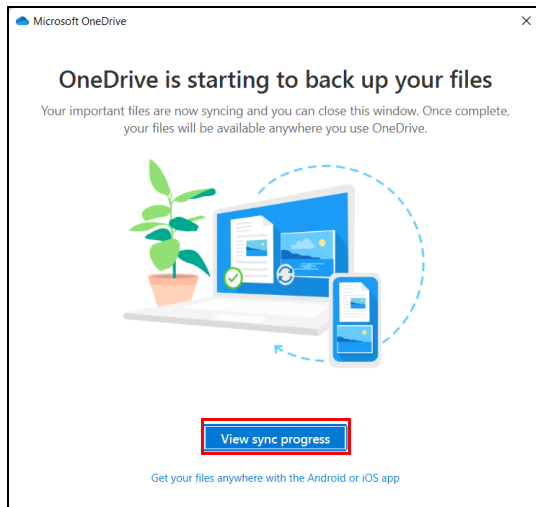 Microsoft OneDrive
OneDrive is starting to back up your files
Your important files are now syncing and you can close this window. Once complete,
your files will be available anywhere you use OneDrive.
View sync progress
Get your files anywhere with the Android or iOS app